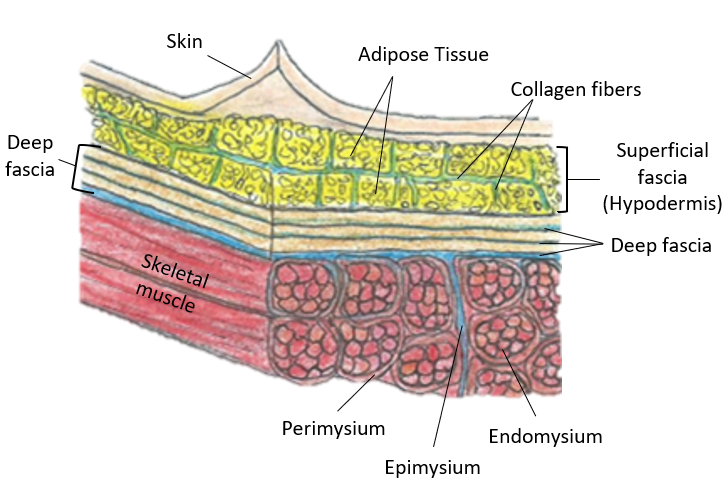 Skin
Adipose Tissue
Collagen fibers
Deep
fascia
Superficial
fascia
(Hypodermis)
Deep fascia
Skeletal
muscle
Perimysium
Endomysium
Epimysium